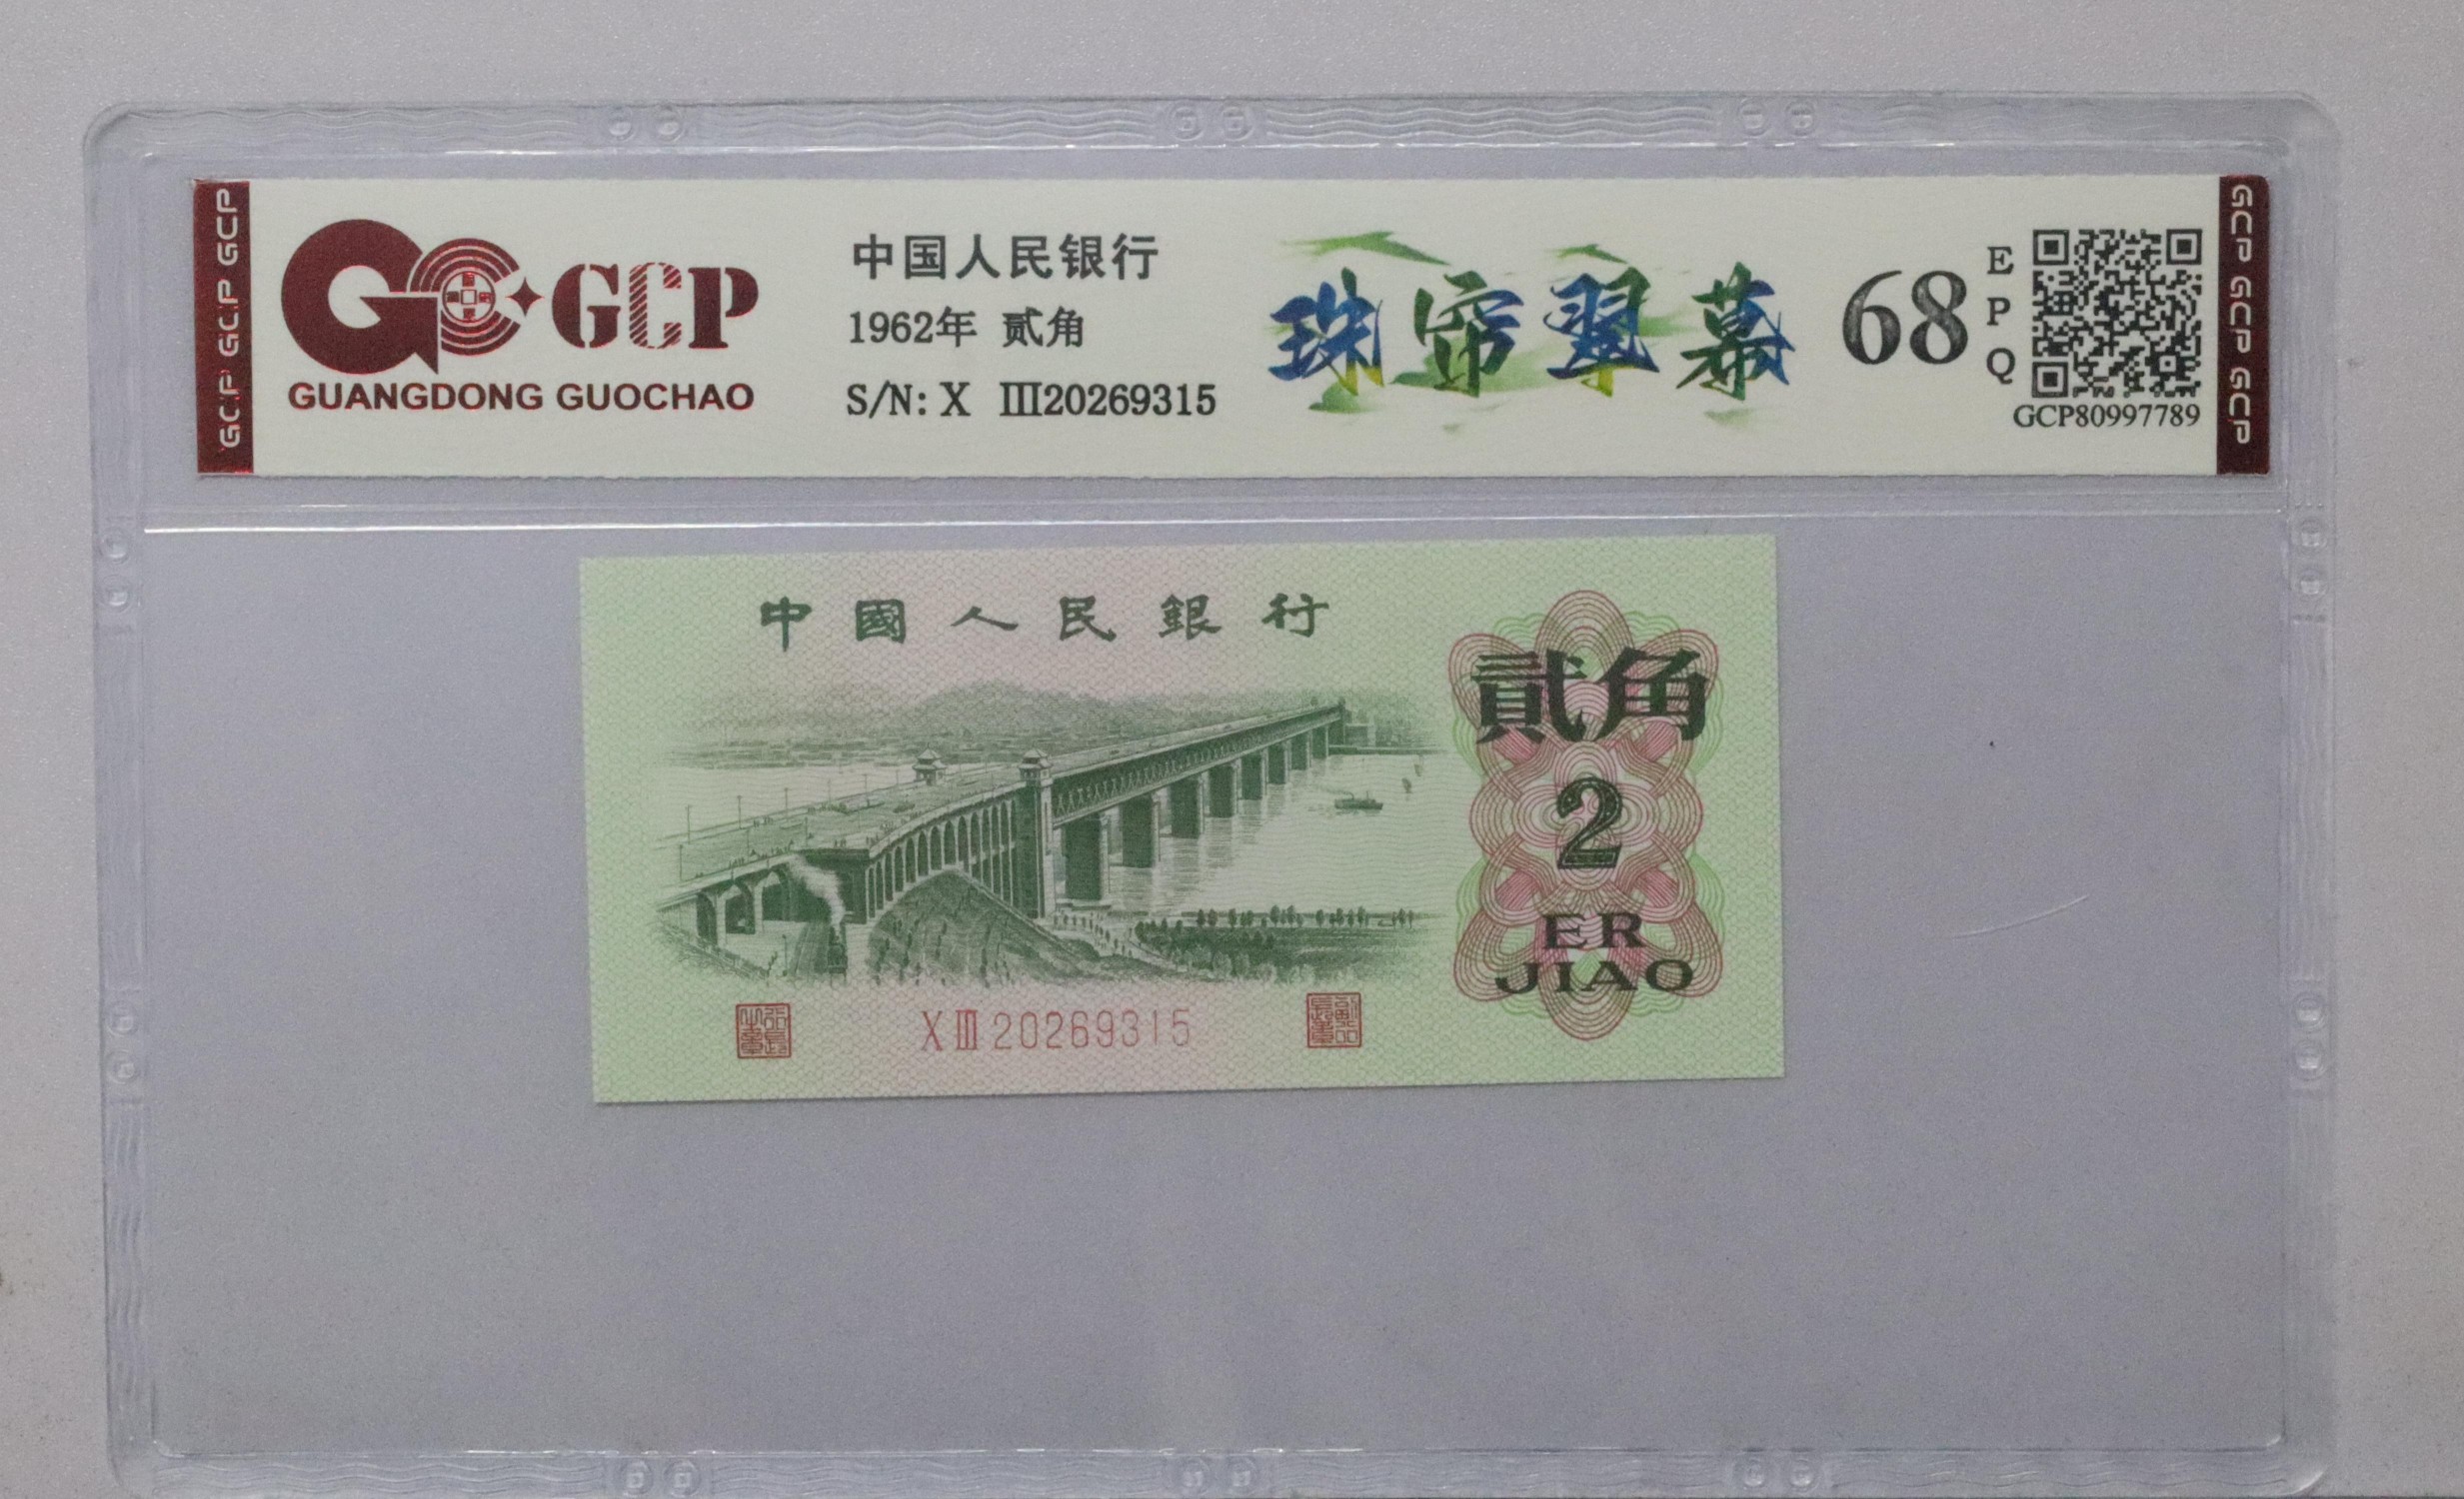 GCP GCP GCP
GCP
GUANGDONG GUOCHAO
中国人民银行
1962年 贰角
S/N: X III20269315
珠帘翠幕
68
EPQ
GCP80997789
GCP GCP GCP
中國人民銀行
貳角
2
ER
JIAO
X III 20269315